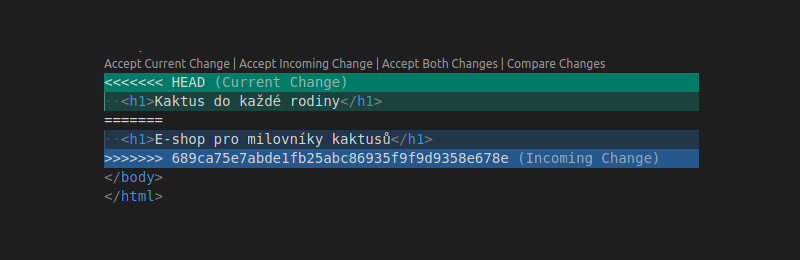 Accept Current Change | Accept Incoming Change | Accept Both Changes | Compare Changes
<<<<<<< HEAD (Current Change)
<h1>Kaktus do každé rodiny</h1>
=======
<h1>E-shop pro milovníky kaktusů</h1>
>>>>>>> 689ca75e7abde1fb25abc86935f9f9d9358e678e (Incoming Change)
</body>
</html>